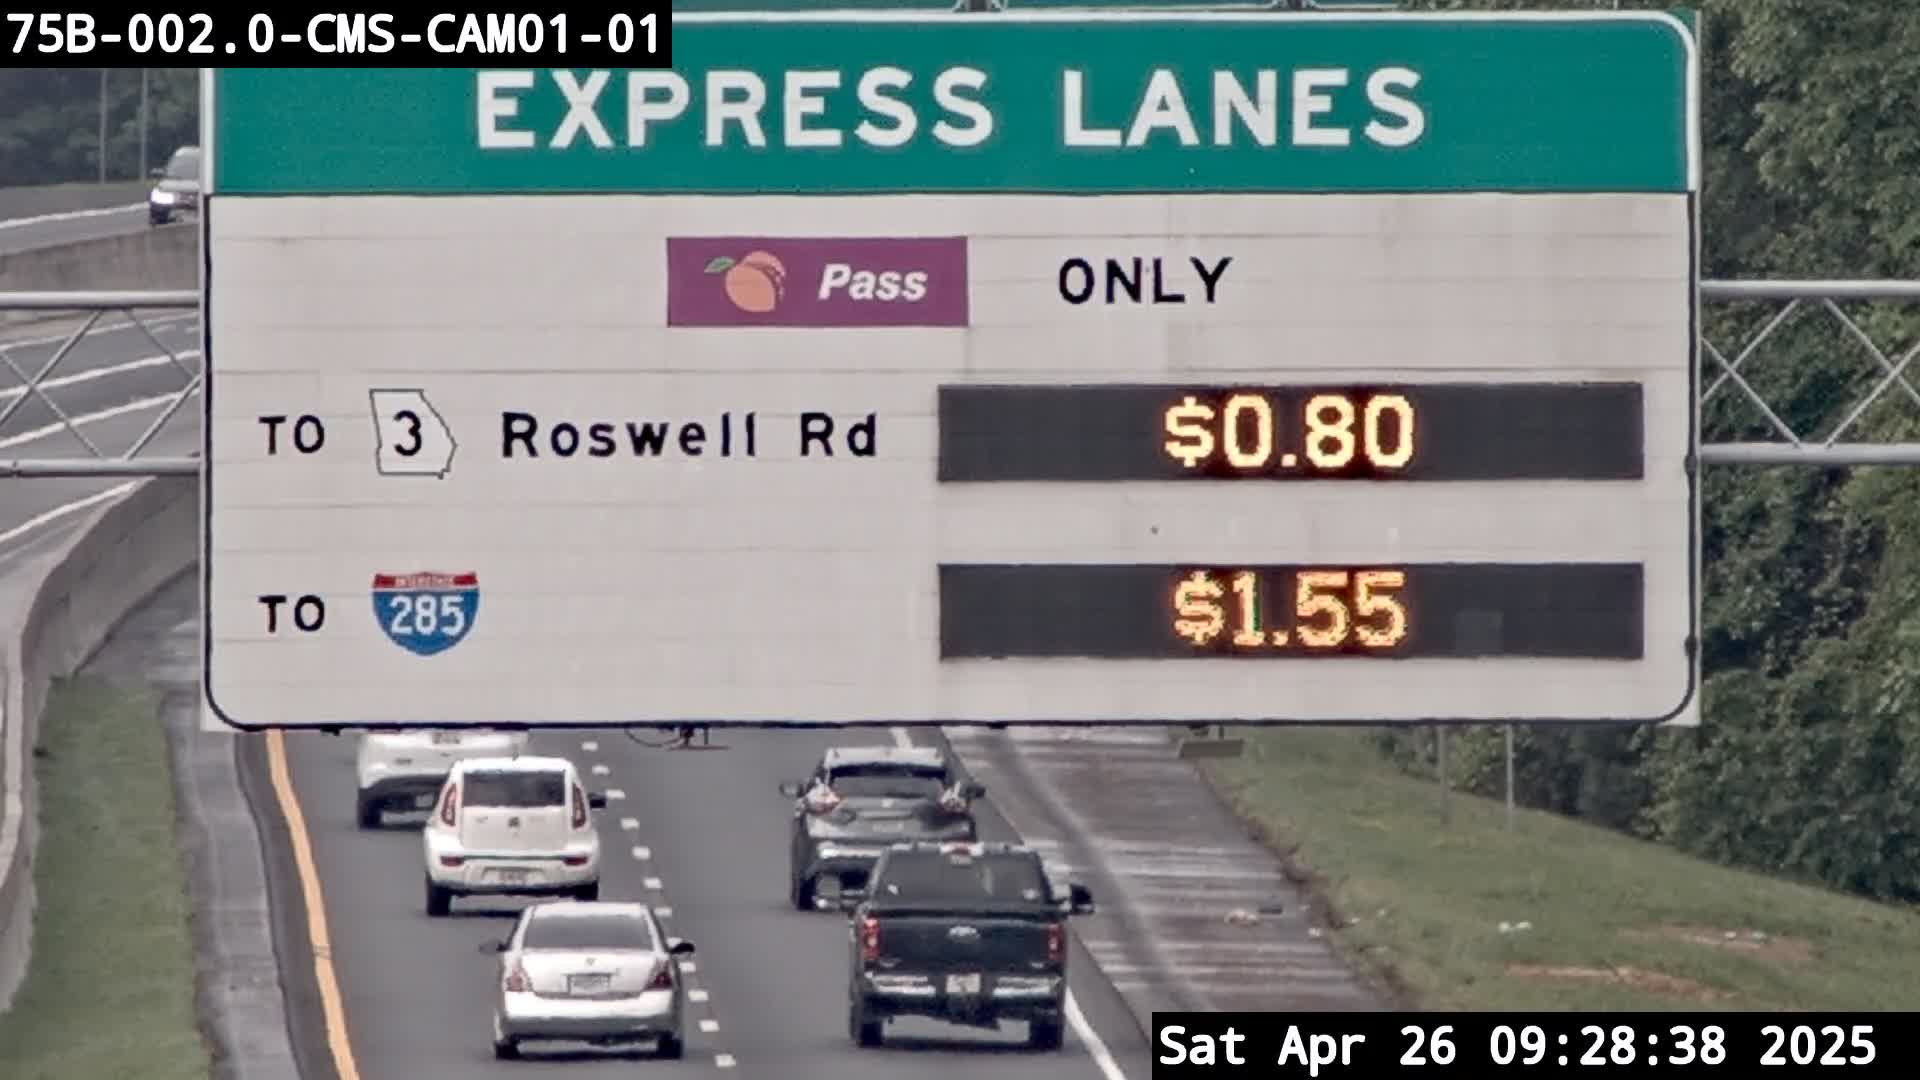 75B-002.0-CMS-CAM01-01
EXPRESS LANES
Pass ONLY
TO 3 Roswell Rd $0.80
INTERSTATE
TO 285 $1.55
Sat Apr 26 09:28:38 2025